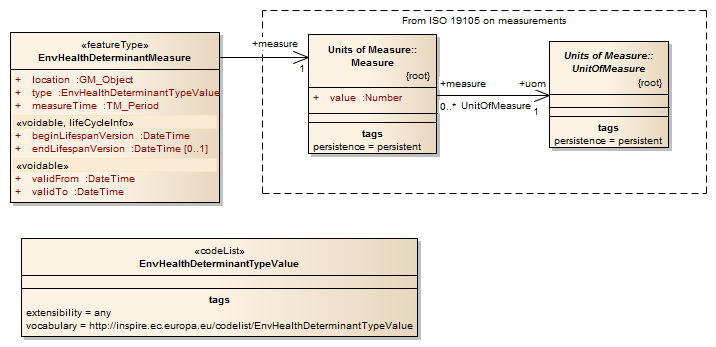 From ISO 19105 on measurements
«featureType»
EnvHealthDeterminantMeasure
+ location :GM_Object
+ type :EnvHealthDeterminantTypeValue
+ measureTime :TM_Period
«voidable, lifeCycleInfo»
+ beginLifespanVersion :DateTime
+ endLifespanVersion :DateTime [0..1]
«voidable»
+ validFrom :DateTime
+ validTo :DateTime
+measure
1
Units of Measure::
Measure
{root}
+ value :Number
tags
persistence = persistent
+measure
0..*
UnitOfMeasure
+uom
1
Units of Measure::
UnitOfMeasure
{root}
tags
persistence = persistent
«codeList»
EnvHealthDeterminantTypeValue
tags
extensibility = any
vocabulary = http://inspire.ec.europa.eu/codelist/EnvHealthDeterminantTypeValue